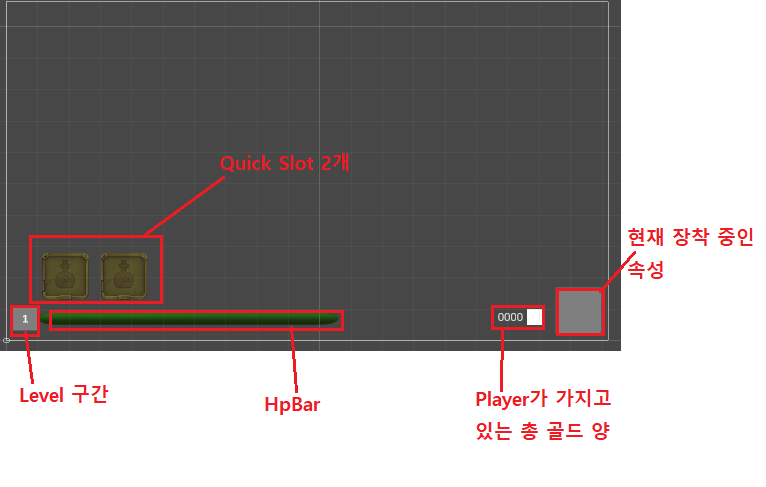 Quick Slot 2개
현재 장착 중인
속성
1
0000
Level 구간
HpBar
Player가 가지고
있는 총 골드 양